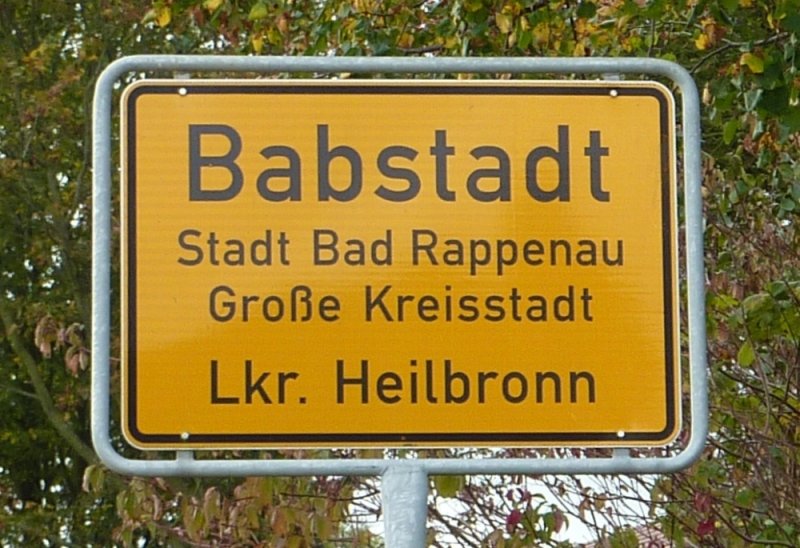 Babstadt
Stadt Bad Rappenau
Große Kreisstadt
Lkr. Heilbronn